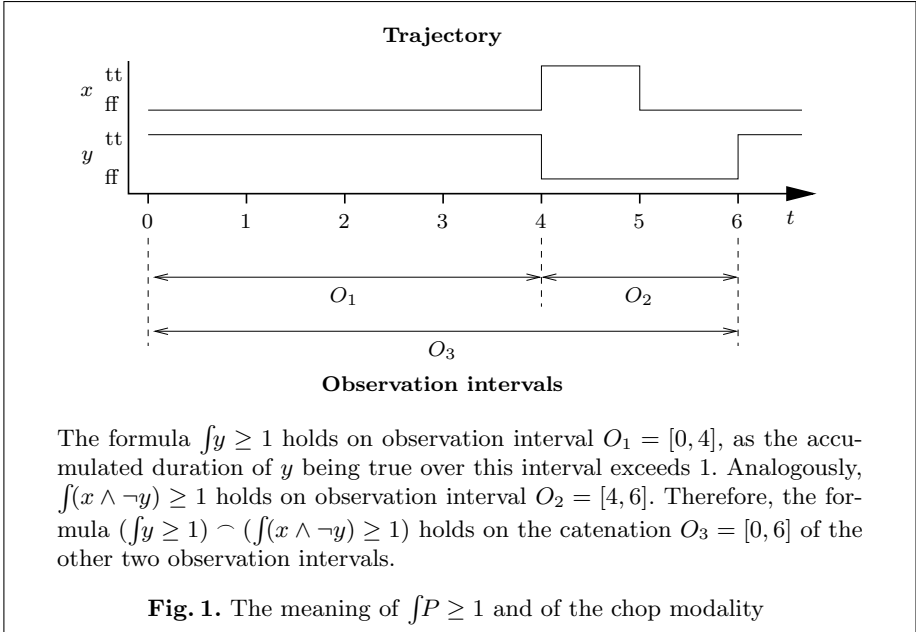 Trajectory
tt
x
ff
tt
y
ff
0 1 2 3 4 5 6 t
O₁ O₂
O₃
Observation intervals
The formula ∫y ≥ 1 holds on observation interval O₁ = [0, 4], as the accu-
mulated duration of y being true over this interval exceeds 1. Analogously,
∫(x ∧ ¬y) ≥ 1 holds on observation interval O₂ = [4, 6]. Therefore, the for-
mula (∫y ≥ 1) ⌢ (∫(x ∧ ¬y) ≥ 1) holds on the catenation O₃ = [0, 6] of the
other two observation intervals.
Fig. 1. The meaning of ∫P ≥ 1 and of the chop modality